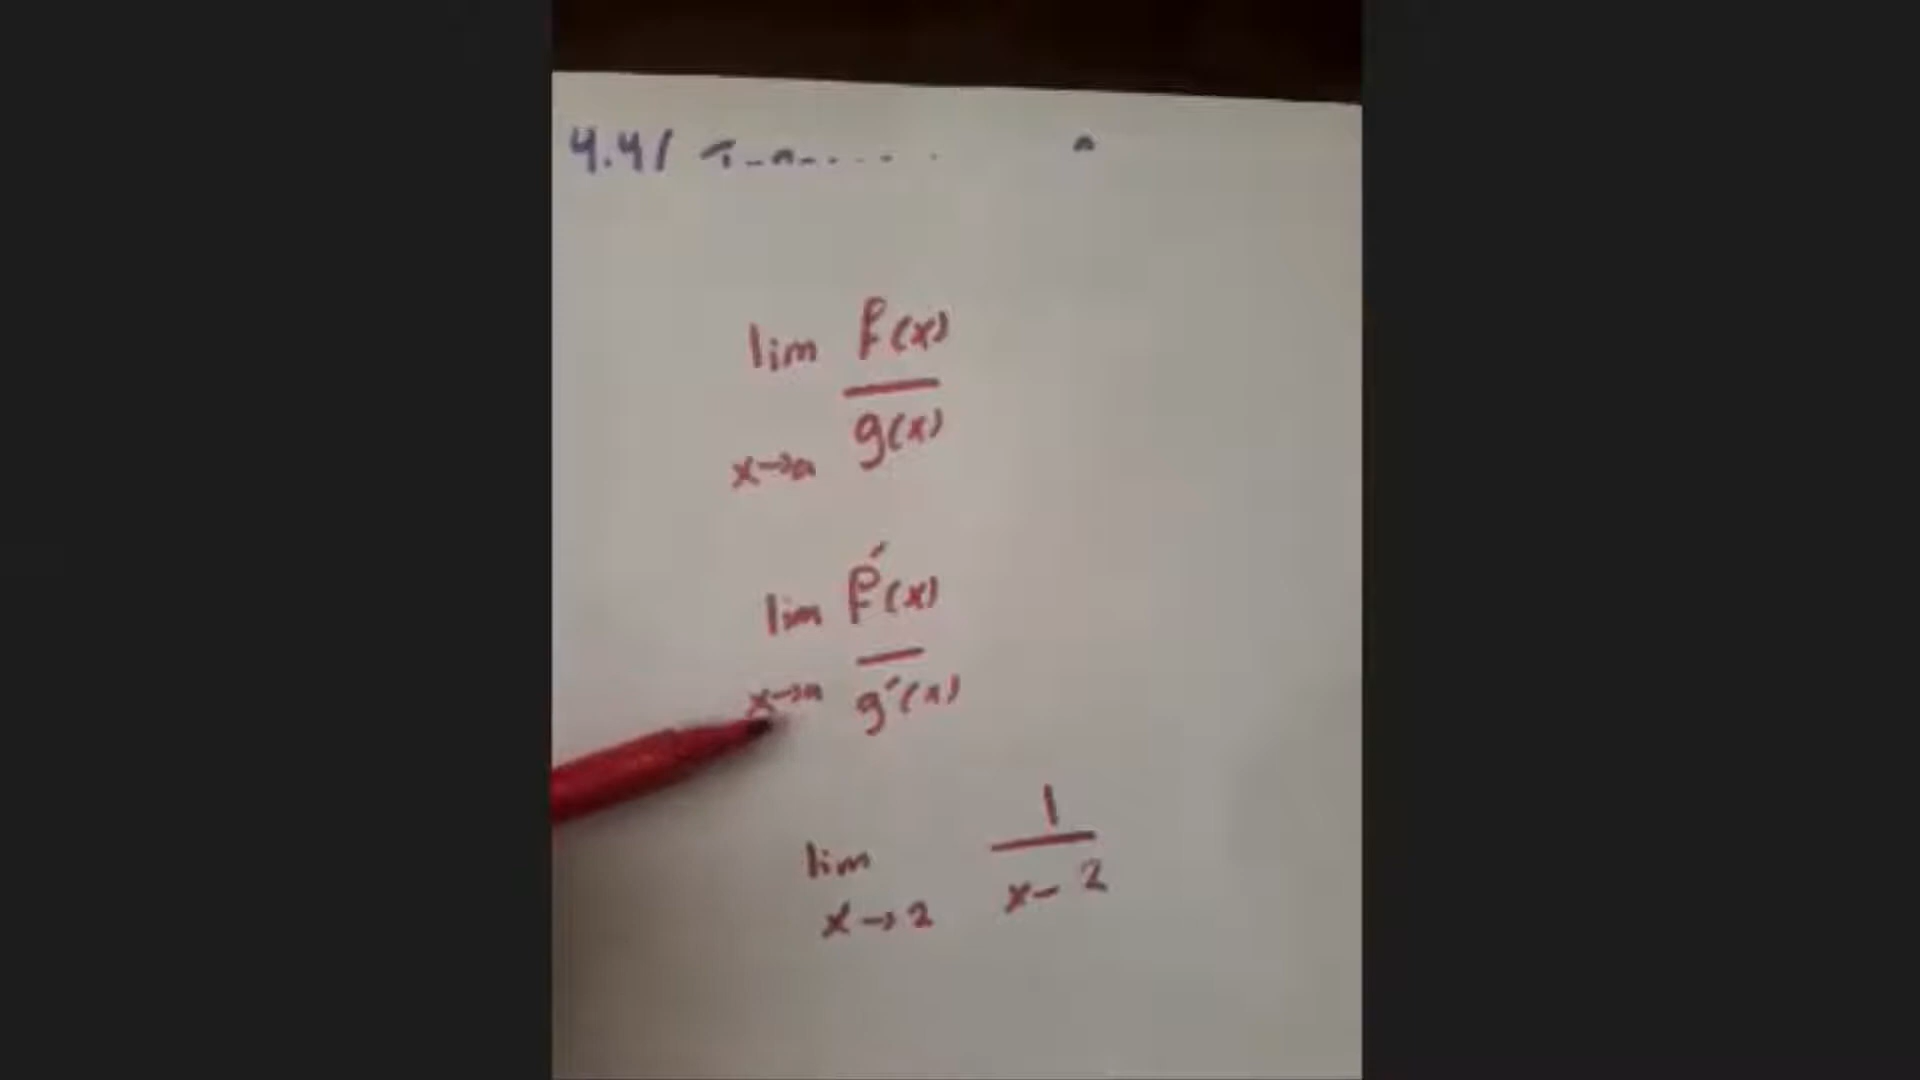 4.4/
lim f(x)
g(x)
x→a
lim f'(x)
x→a g'(x)
lim 1
x→2 x-2